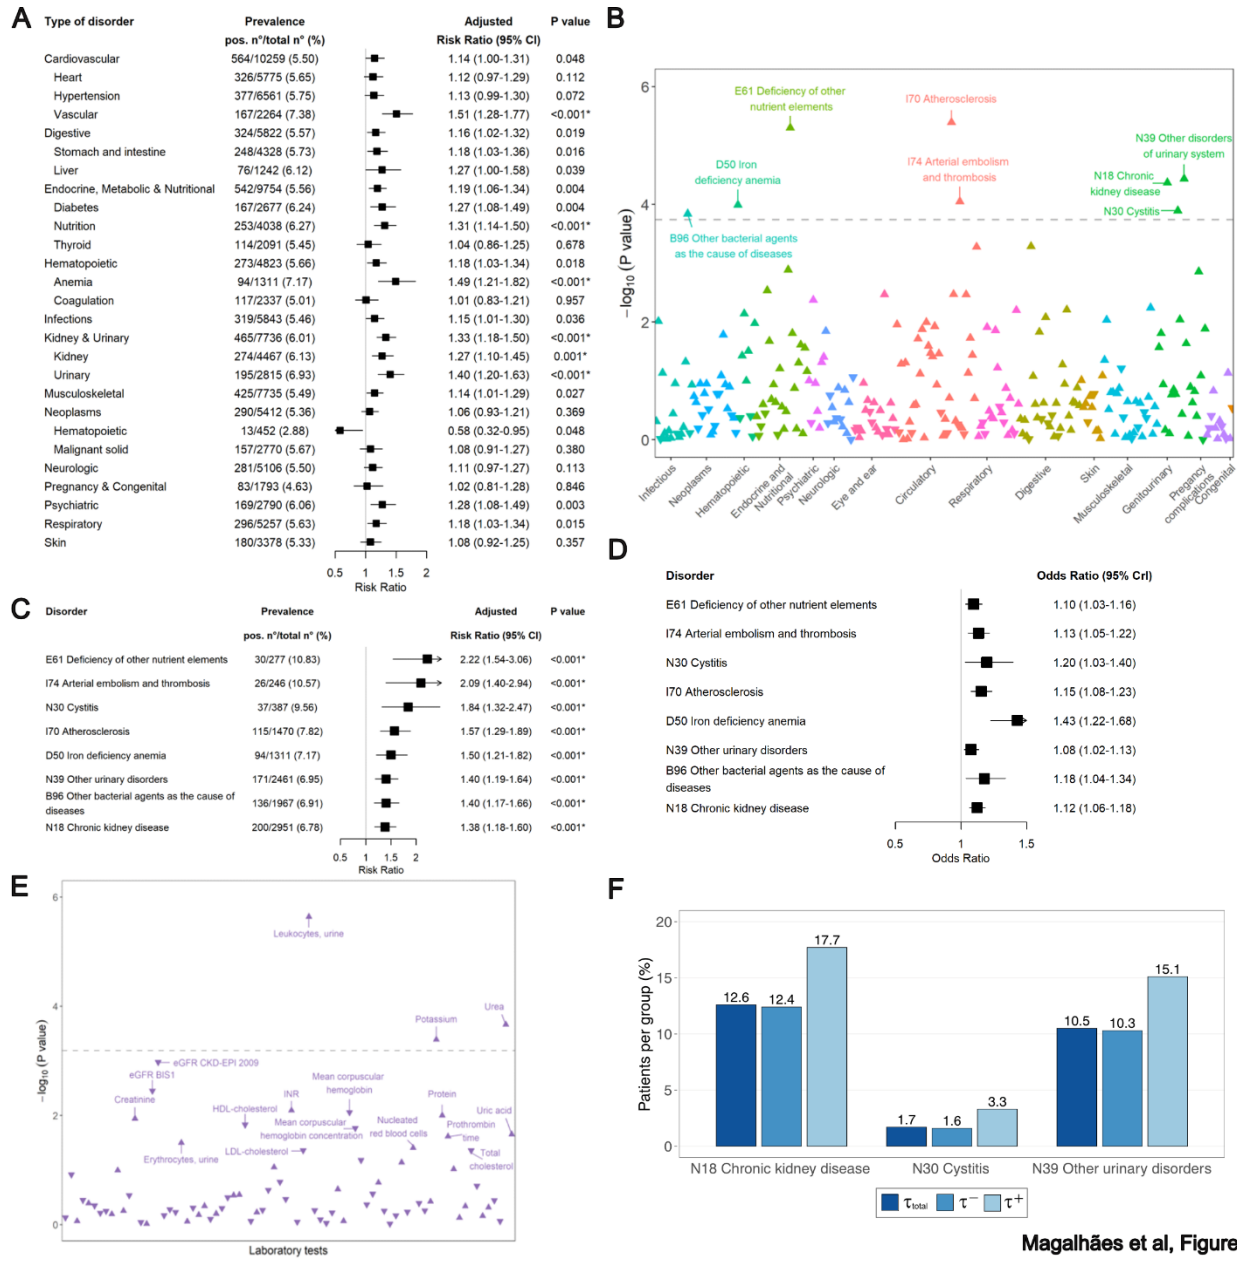 A
Type of disorder Prevalence Adjusted P value
pos. n°/total n° (%) Risk Ratio (95% CI)
Cardiovascular 564/10259 (5.50) 1.14 (1.00-1.31) 0.048
Heart 326/5775 (5.65) 1.12 (0.97-1.29) 0.112
Hypertension 377/6561 (5.75) 1.13 (0.99-1.30) 0.072
Vascular 167/2264 (7.38) 1.51 (1.28-1.77) <0.001*
Digestive 324/5822 (5.57) 1.16 (1.02-1.32) 0.019
Stomach and intestine 248/4328 (5.73) 1.18 (1.03-1.36) 0.016
Liver 76/1242 (6.12) 1.27 (1.00-1.58) 0.039
Endocrine, Metabolic & Nutritional 542/9754 (5.56) 1.19 (1.06-1.34) 0.004
Diabetes 167/2677 (6.24) 1.27 (1.08-1.49) 0.004
Nutrition 253/4038 (6.27) 1.31 (1.14-1.50) <0.001*
Thyroid 114/2091 (5.45) 1.04 (0.86-1.25) 0.678
Hematopoietic 273/4823 (5.66) 1.18 (1.03-1.34) 0.018
Anemia 94/1311 (7.17) 1.49 (1.21-1.82) <0.001*
Coagulation 117/2337 (5.01) 1.01 (0.83-1.21) 0.957
Infections 319/5843 (5.46) 1.15 (1.01-1.30) 0.036
Kidney & Urinary 465/7736 (6.01) 1.33 (1.18-1.50) <0.001*
Kidney 274/4467 (6.13) 1.27 (1.10-1.45) 0.001*
Urinary 195/2815 (6.93) 1.40 (1.20-1.63) <0.001*
Musculoskeletal 425/7735 (5.49) 1.14 (1.01-1.29) 0.027
Neoplasms 290/5412 (5.36) 1.06 (0.93-1.21) 0.369
Hematopoietic 13/452 (2.88) 0.58 (0.32-0.95) 0.048
Malignant solid 157/2770 (5.67) 1.08 (0.91-1.27) 0.380
Neurologic 281/5106 (5.50) 1.11 (0.97-1.27) 0.113
Pregnancy & Congenital 83/1793 (4.63) 1.02 (0.81-1.28) 0.846
Psychiatric 169/2790 (6.06) 1.28 (1.08-1.49) 0.003
Respiratory 296/5257 (5.63) 1.18 (1.03-1.34) 0.015
Skin 180/3378 (5.33) 1.08 (0.92-1.25) 0.357
0.5 1 1.5 2
Risk Ratio
B
−log10 (P value)
6
4
2
0
E61 Deficiency of other
nutrient elements
I70 Atherosclerosis
N39 Other disorders
of urinary system
D50 Iron
deficiency anemia
I74 Arterial embolism
and thrombosis
N18 Chronic
kidney disease
N30 Cystitis
B96 Other bacterial agents
as the cause of diseases
Infectious
Neoplasms
Hematopoietic
Endocrine and
Nutritional
Psychiatric
Neurologic
Eye and ear
Circulatory
Respiratory
Digestive
Skin
Musculoskeletal
Genitourinary
Pregancy
complications
Congenital
C
Disorder Prevalence Adjusted P value
pos. n°/total n° (%) Risk Ratio (95% CI)
E61 Deficiency of other nutrient elements 30/277 (10.83) 2.22 (1.54-3.06) <0.001*
I74 Arterial embolism and thrombosis 26/246 (10.57) 2.09 (1.40-2.94) <0.001*
N30 Cystitis 37/387 (9.56) 1.84 (1.32-2.47) <0.001*
I70 Atherosclerosis 115/1470 (7.82) 1.57 (1.29-1.89) <0.001*
D50 Iron deficiency anemia 94/1311 (7.17) 1.50 (1.21-1.82) <0.001*
N39 Other urinary disorders 171/2461 (6.95) 1.40 (1.19-1.64) <0.001*
B96 Other bacterial agents as the cause of
diseases 136/1967 (6.91) 1.40 (1.17-1.66) <0.001*
N18 Chronic kidney disease 200/2951 (6.78) 1.38 (1.18-1.60) <0.001*
0.5 1 1.5 2
Risk Ratio
D
Disorder Odds Ratio (95% CrI)
E61 Deficiency of other nutrient elements 1.10 (1.03-1.16)
I74 Arterial embolism and thrombosis 1.13 (1.05-1.22)
N30 Cystitis 1.20 (1.03-1.40)
I70 Atherosclerosis 1.15 (1.08-1.23)
D50 Iron deficiency anemia 1.43 (1.22-1.68)
N39 Other urinary disorders 1.08 (1.02-1.13)
B96 Other bacterial agents as the cause of
diseases 1.18 (1.04-1.34)
N18 Chronic kidney disease 1.12 (1.06-1.18)
0.5 1 1.5
Odds Ratio
E
−log10 (P value)
6
4
2
0
Leukocytes, urine
Urea
Potassium
eGFR CKD-EPI 2009
eGFR BIS1
Creatinine
HDL-cholesterol
INR
Mean corpuscular
hemoglobin
Mean corpuscular
hemoglobin concentration
Protein
Uric acid
Nucleated
red blood cells
Prothrombin
time
Erythrocytes, urine
LDL-cholesterol
Total
cholesterol
Laboratory tests
F
Patients per group (%)
20
15
10
5
0
12.6 12.4 17.7
1.7 1.6 3.3
10.5 10.3 15.1
N18 Chronic kidney disease N30 Cystitis N39 Other urinary disorders
τtotal τ− τ+
Magalhães et al, Figure